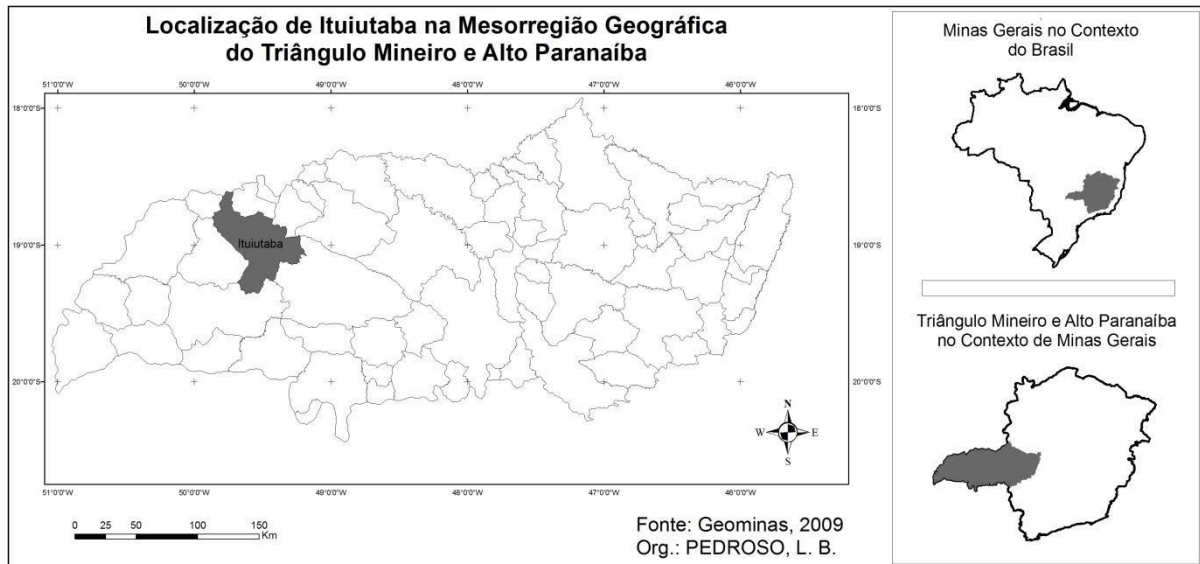 Localização de Ituiutaba na Mesorregião Geográfica
do Triângulo Mineiro e Alto Paranaíba
51°0'0"W 50°0'0"W 49°0'0"W 48°0'0"W 47°0'0"W 46°0'0"W
18°0'0"S 18°0'0"S
Ituiutaba
19°0'0"S 19°0'0"S
20°0'0"S 20°0'0"S
N
W E
S
51°0'0"W 50°0'0"W 49°0'0"W 48°0'0"W 47°0'0"W 46°0'0"W
0 25 50 100 150
Km
Fonte: Geominas, 2009
Org.: PEDROSO, L. B.
Minas Gerais no Contexto
do Brasil
Triângulo Mineiro e Alto Paranaíba
no Contexto de Minas Gerais